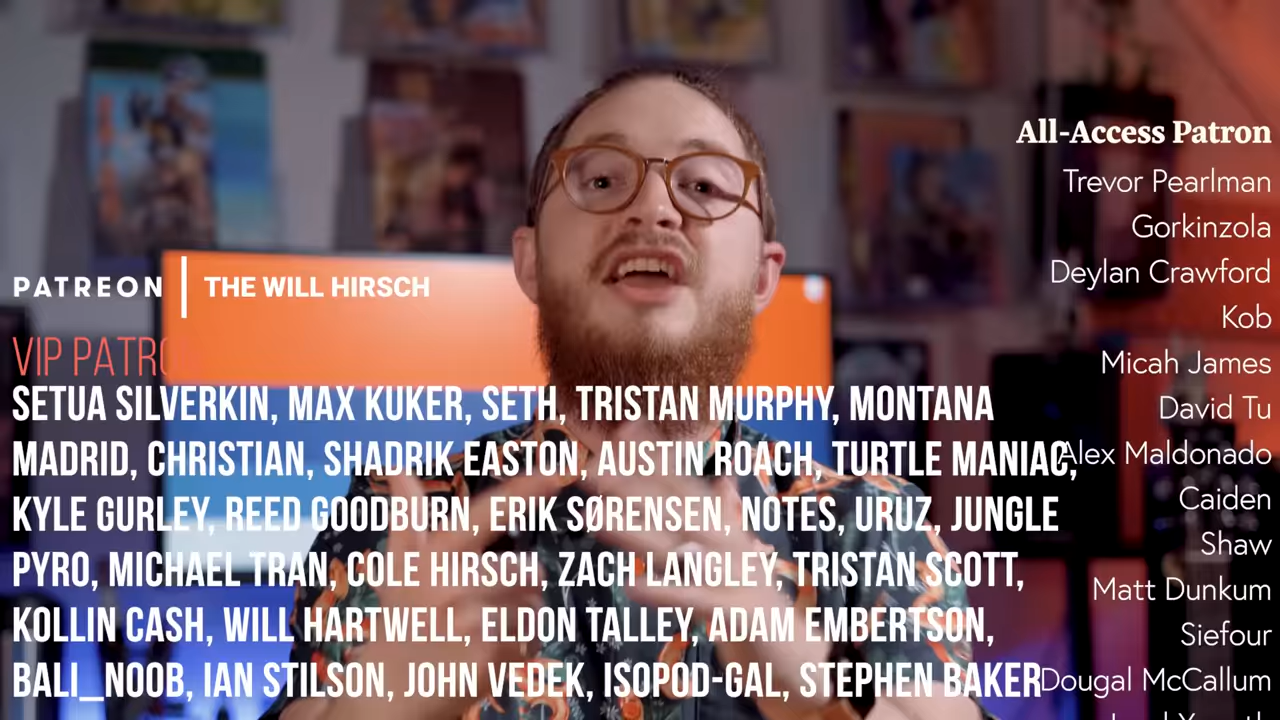 PATREON | THE WILL HIRSCH
VIP PATRO
SETUA SILVERKIN, MAX KUKER, SETH, TRISTAN MURPHY, MONTANA
MADRID, CHRISTIAN, SHADRIK EASTON, AUSTIN ROACH, TURTLE MANIAC,
KYLE GURLEY, REED GOODBURN, ERIK SØRENSEN, NOTES, URUZ, JUNGLE
PYRO, MICHAEL TRAN, COLE HIRSCH, ZACH LANGLEY, TRISTAN SCOTT,
KOLLIN CASH, WILL HARTWELL, ELDON TALLEY, ADAM EMBERTSON,
BALI_NOOB, IAN STILSON, JOHN VEDEK, ISOPOD-GAL, STEPHEN BAKER
All-Access Patron
Trevor Pearlman
Gorkinzola
Deylan Crawford
Kob
Micah James
David Tu
Alex Maldonado
Caiden
Shaw
Matt Dunkum
Siefour
Dougal McCallum